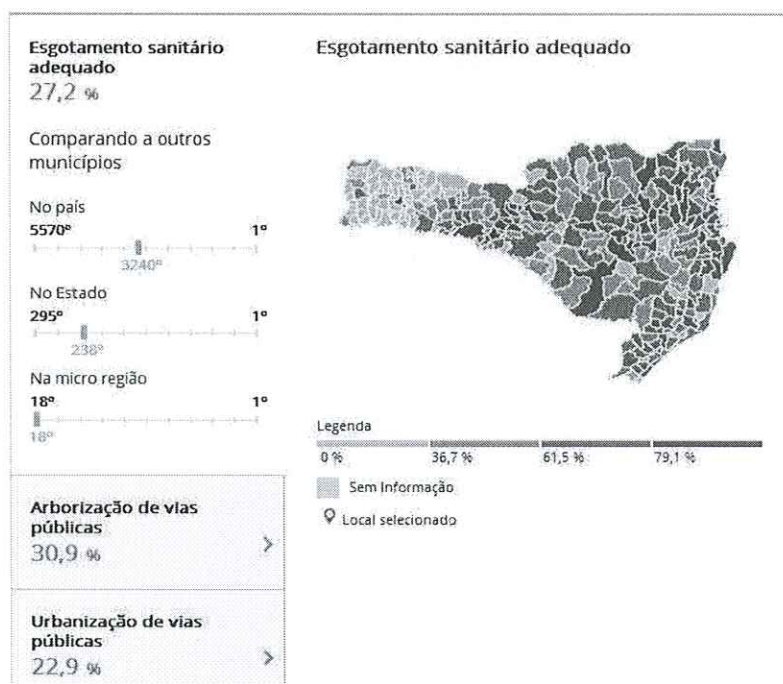 Esgotamento sanitário
adequado
27,2 %
Comparando a outros
municípios
No país
5570º 1º
3240º
No Estado
295º 1º
238º
Na micro região
18º 1º
18º
Arborização de vias
públicas
30,9 %
Urbanização de vias
públicas
22,9 %
Esgotamento sanitário adequado
Legenda
0 % 36,7 % 61,5 % 79,1 %
Sem Informação
Local selecionado